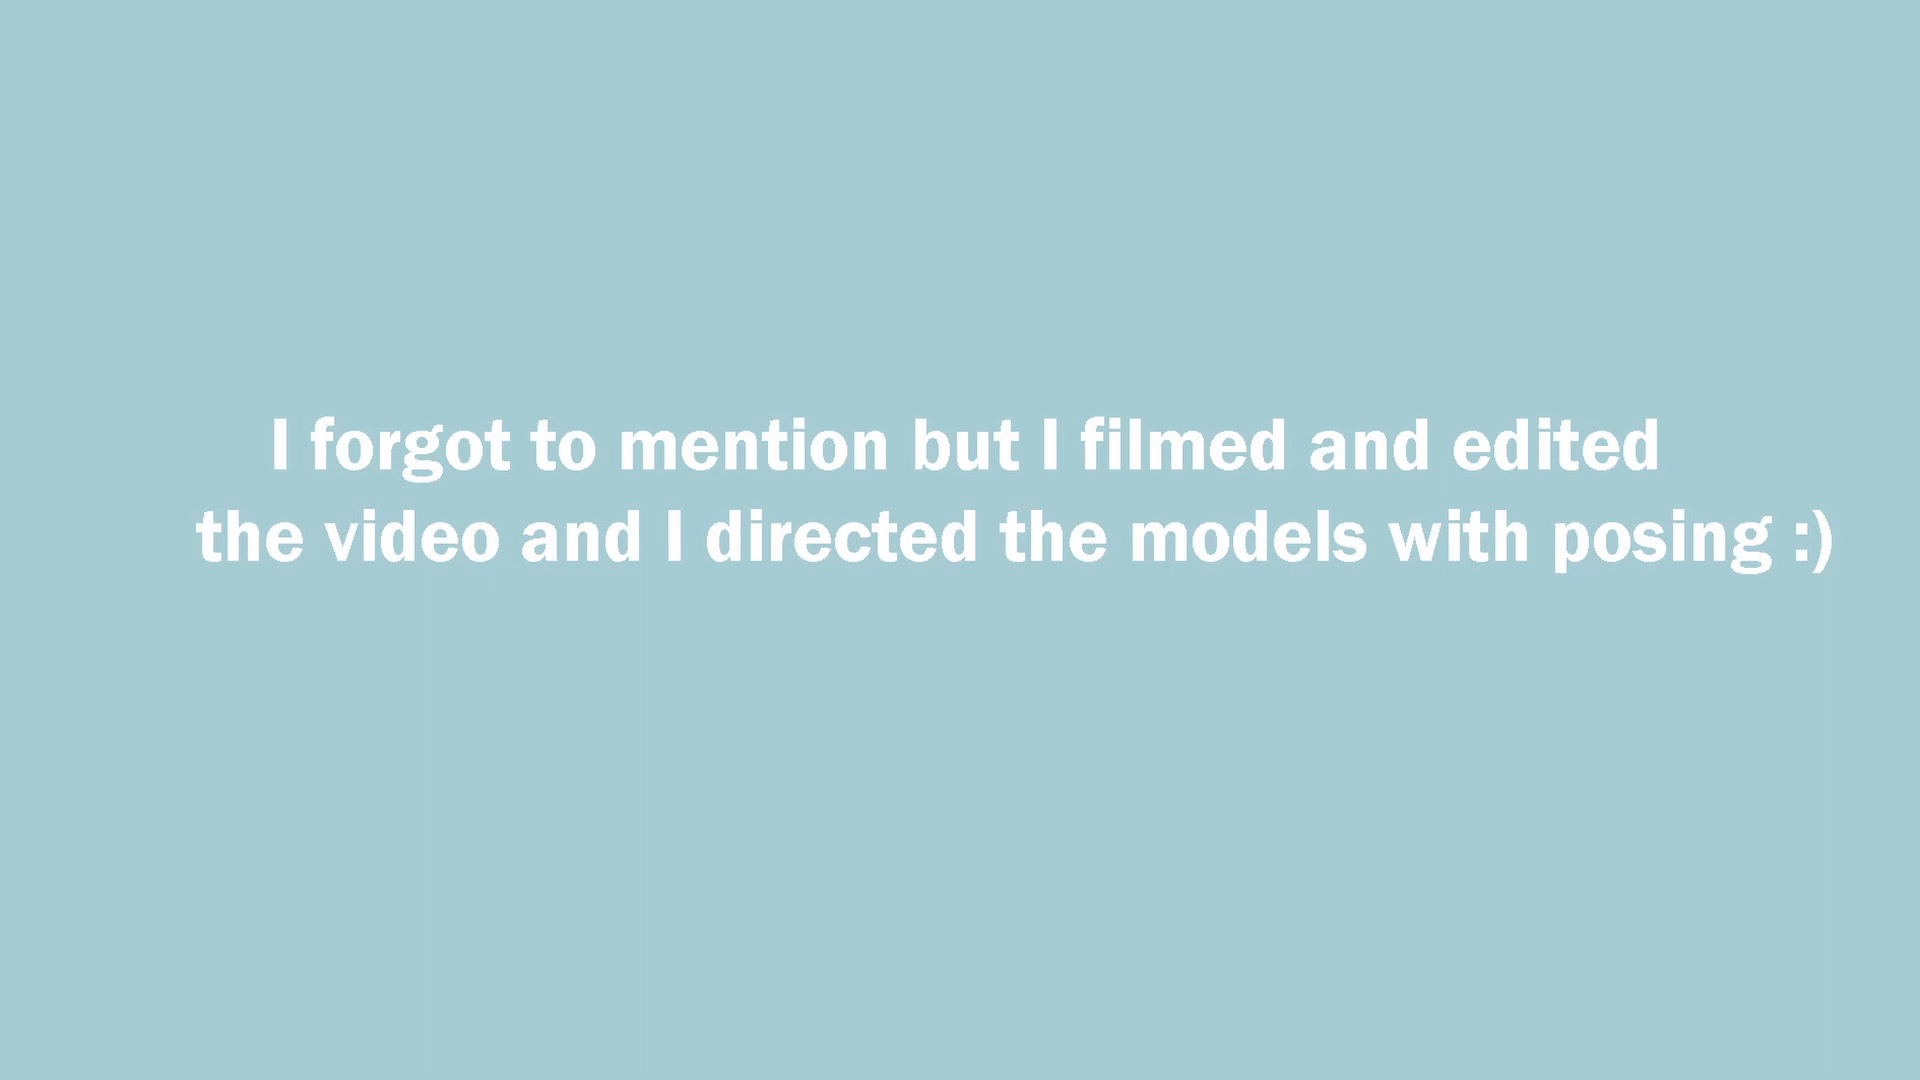 I forgot to mention but I filmed and edited
the video and I directed the models with posing :)